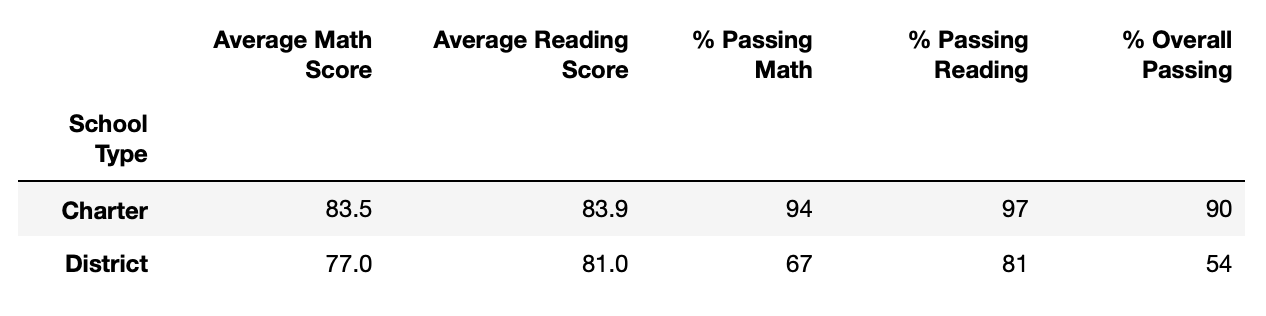 Average Math Score Average Reading Score % Passing Math % Passing Reading % Overall Passing
School Type
Charter 83.5 83.9 94 97 90
District 77.0 81.0 67 81 54